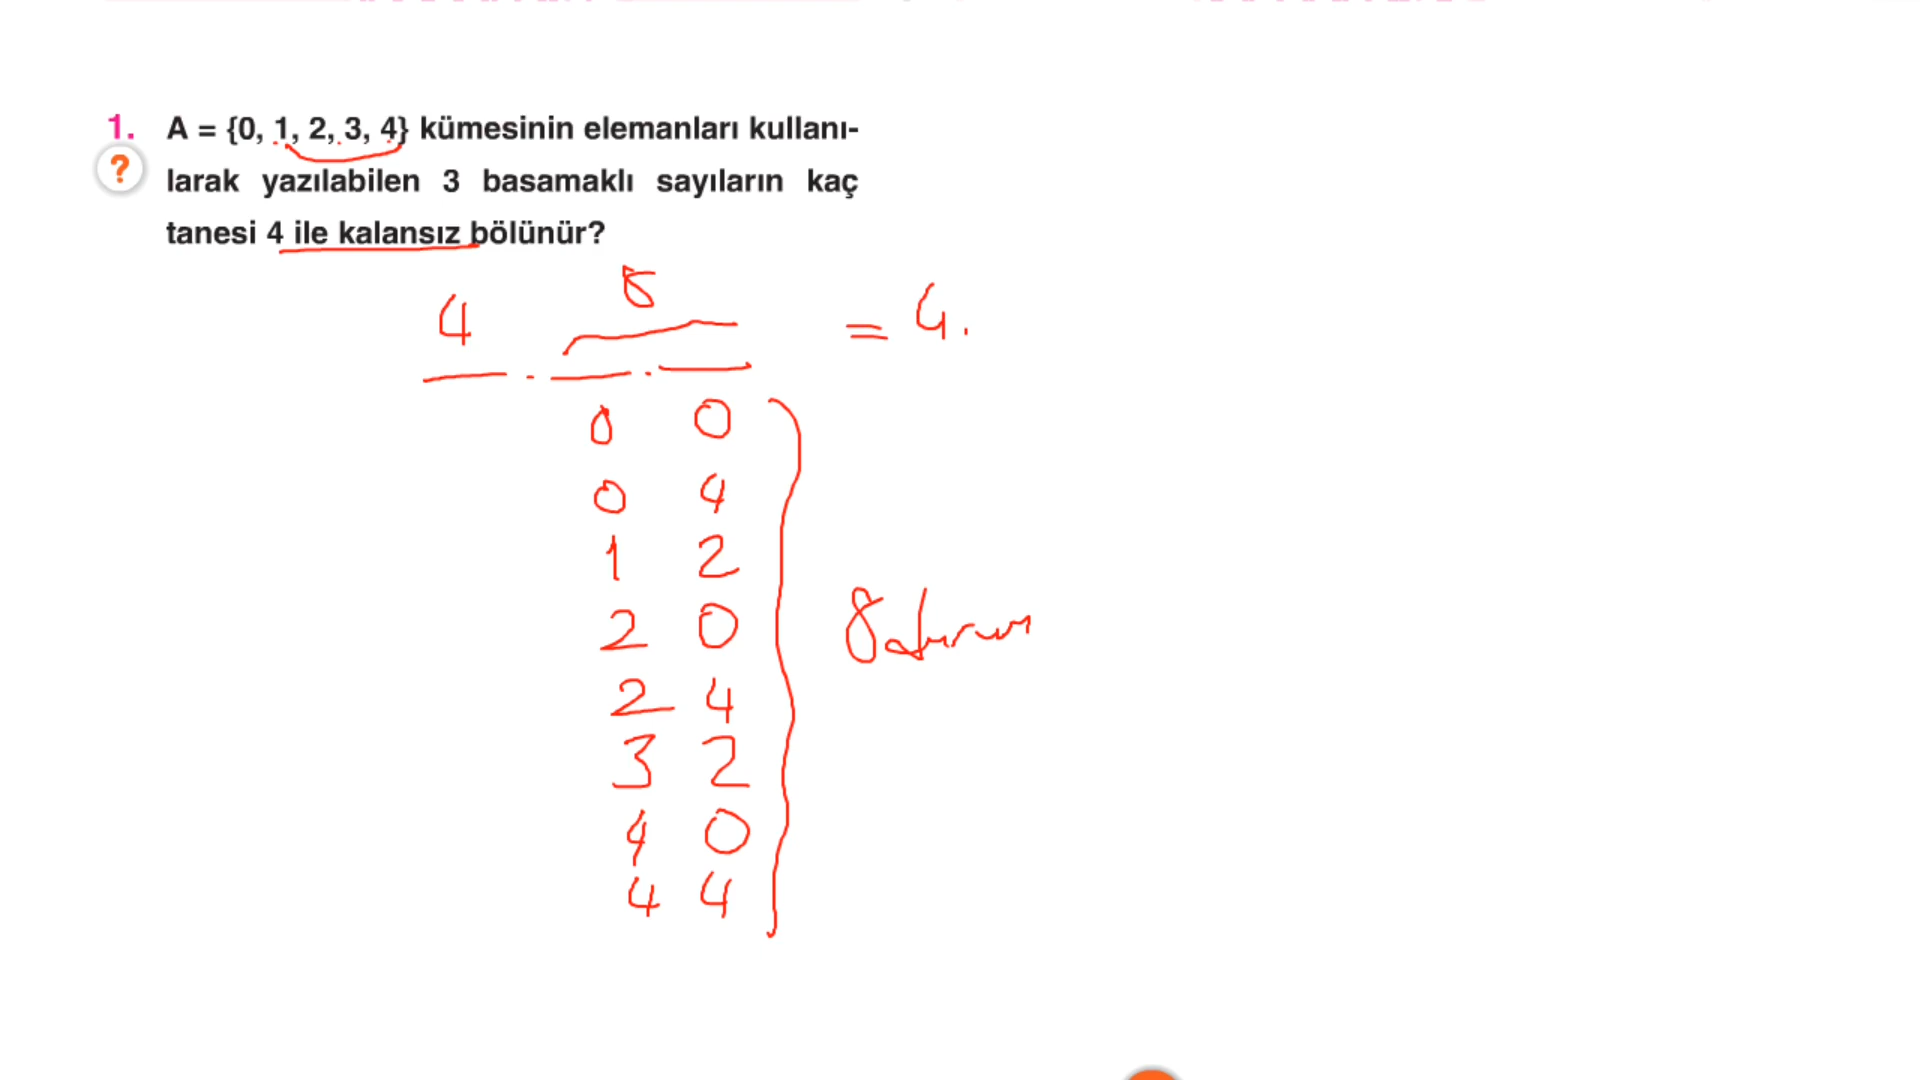 1. A = {0, 1, 2, 3, 4} kümesinin elemanları kullanı-
? larak yazılabilen 3 basamaklı sayıların kaç
tanesi 4 ile kalansız bölünür?
4 . 8 . = 4.
0 0
0 4
1 2
2 0
2 4
3 2
4 0
4 4
8 durum